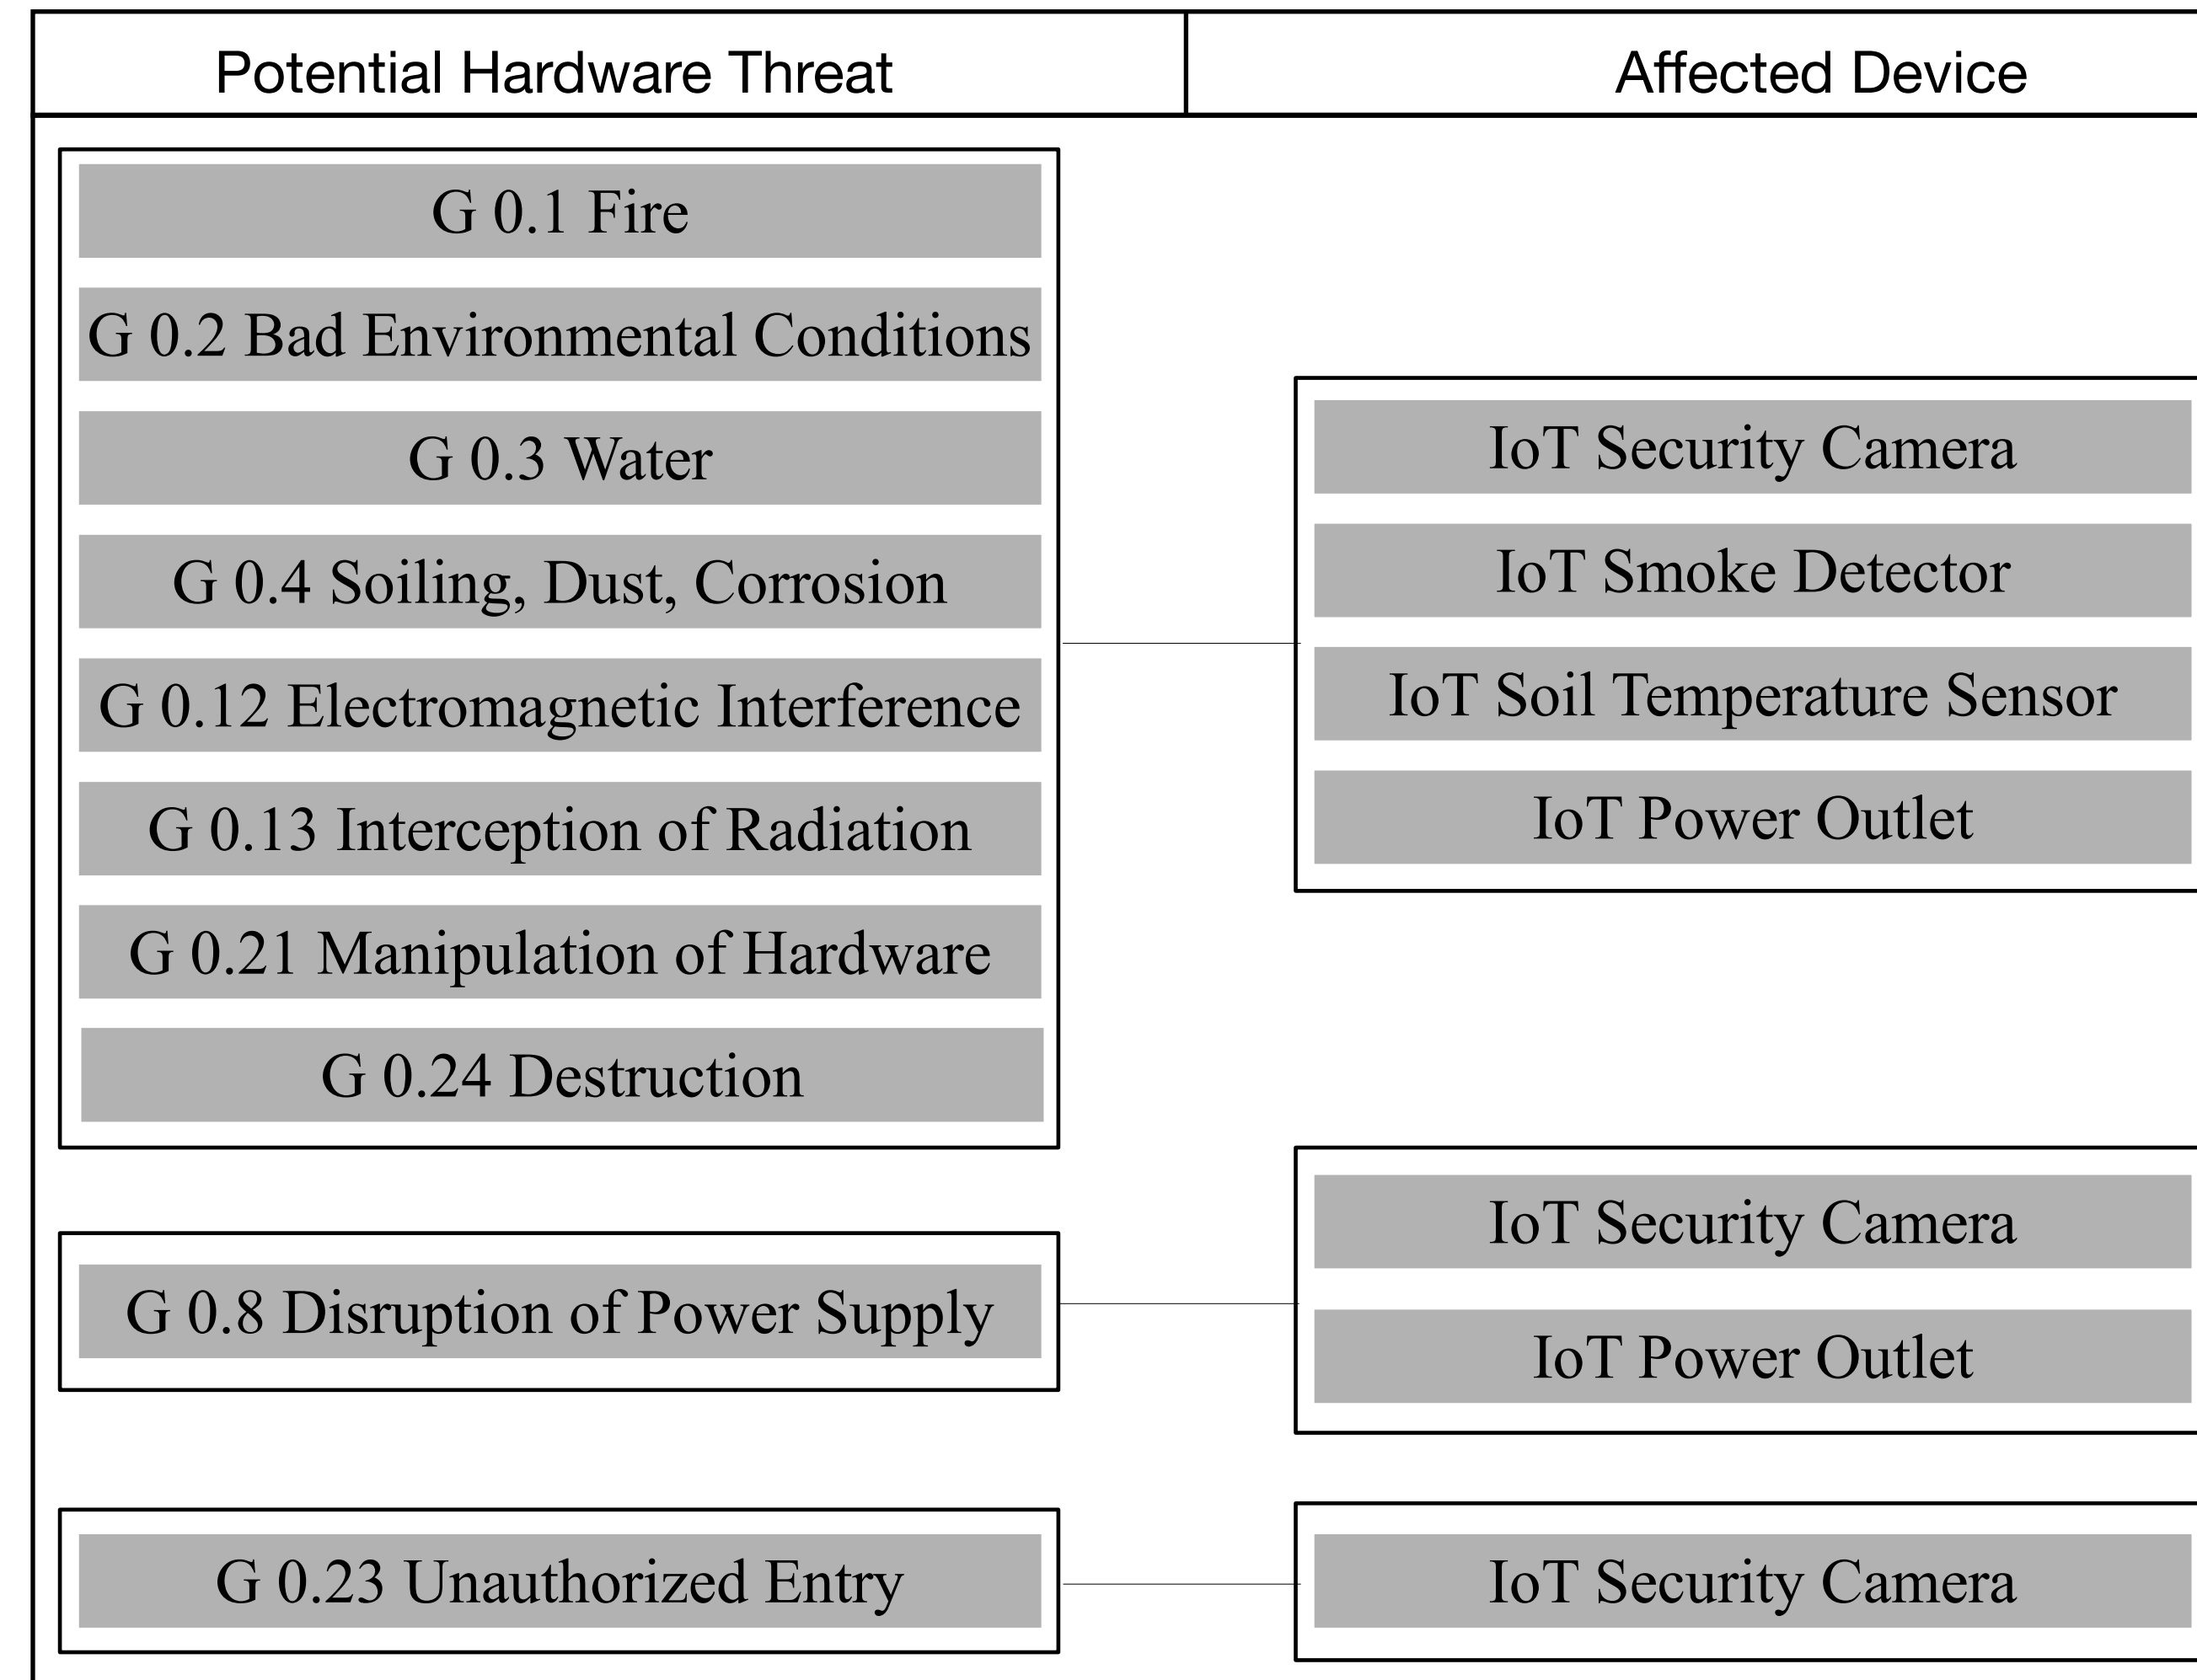 Potential Hardware Threat
Affected Device
G 0.1 Fire
G 0.2 Bad Environmental Conditions
G 0.3 Water
G 0.4 Soiling, Dust, Corrosion
G 0.12 Electromagnetic Interference
G 0.13 Interception of Radiation
G 0.21 Manipulation of Hardware
G 0.24 Destruction
IoT Security Camera
IoT Smoke Detector
IoT Soil Temperature Sensor
IoT Power Outlet
G 0.8 Disruption of Power Supply
IoT Security Camera
IoT Power Outlet
G 0.23 Unauthorized Entry
IoT Security Camera